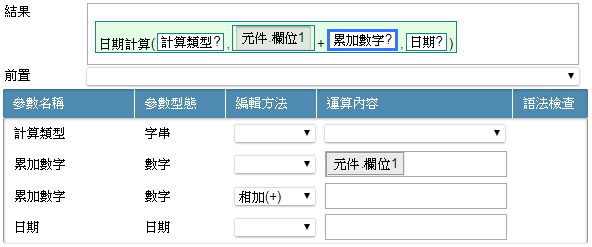 結果
日期計算( 計算類型? , 元件.欄位1 + 累加數字? , 日期? )
前置
參數名稱 參數型態 編輯方法 運算內容 語法檢查
計算類型 字串
累加數字 數字 元件.欄位1
累加數字 數字 相加(+)
日期 日期